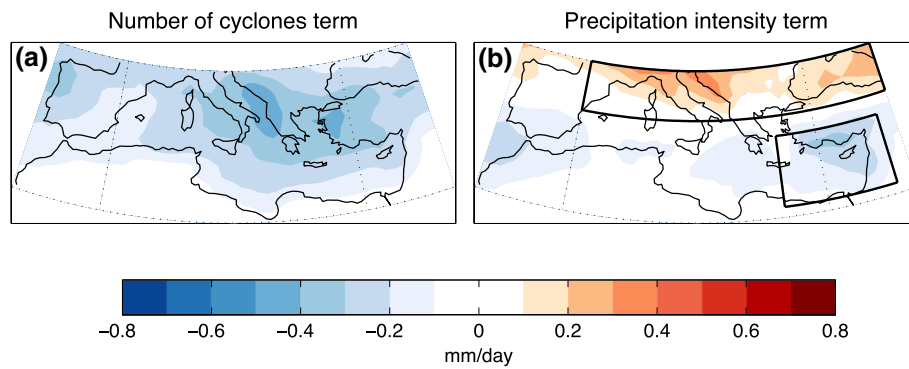 Number of cyclones term
Precipitation intensity term
(a)
(b)
−0.8 −0.6 −0.4 −0.2 0 0.2 0.4 0.6 0.8
mm/day